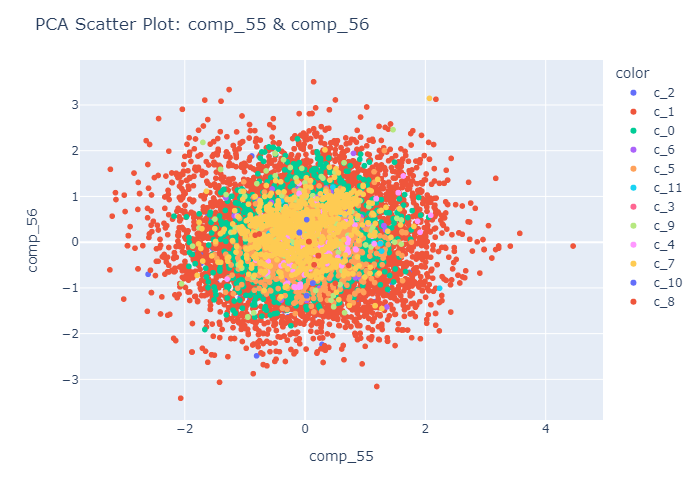 PCA Scatter Plot: comp_55 & comp_56
color
c_2
c_1
c_0
c_6
c_5
c_11
c_3
c_9
c_4
c_7
c_10
c_8
3
2
1
0
−1
−2
−3
comp_56
−2
0
2
4
comp_55